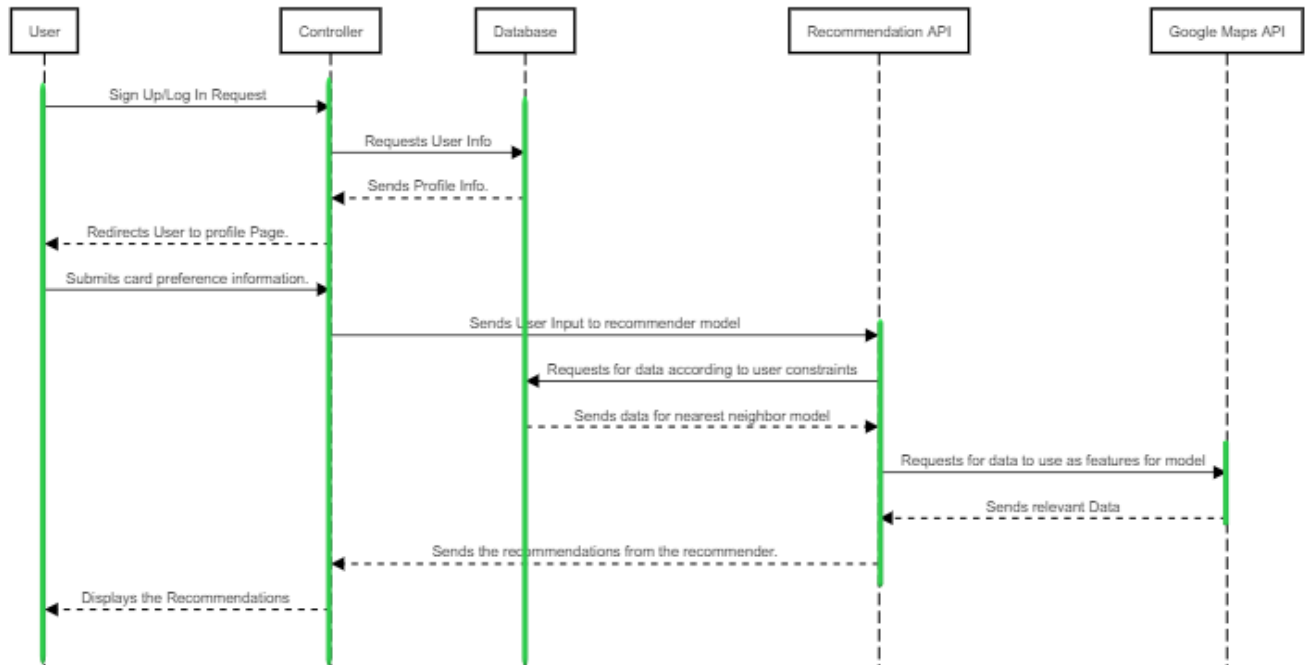 User
Controller
Database
Recommendation API
Google Maps API
Sign Up/Log In Request
Requests User Info
Sends Profile Info.
Redirects User to profile Page.
Submits card preference information.
Sends User Input to recommender model
Requests for data according to user constraints
Sends data for nearest neighbor model
Requests for data to use as features for model
Sends relevant Data
Sends the recommendations from the recommender.
Displays the Recommendations